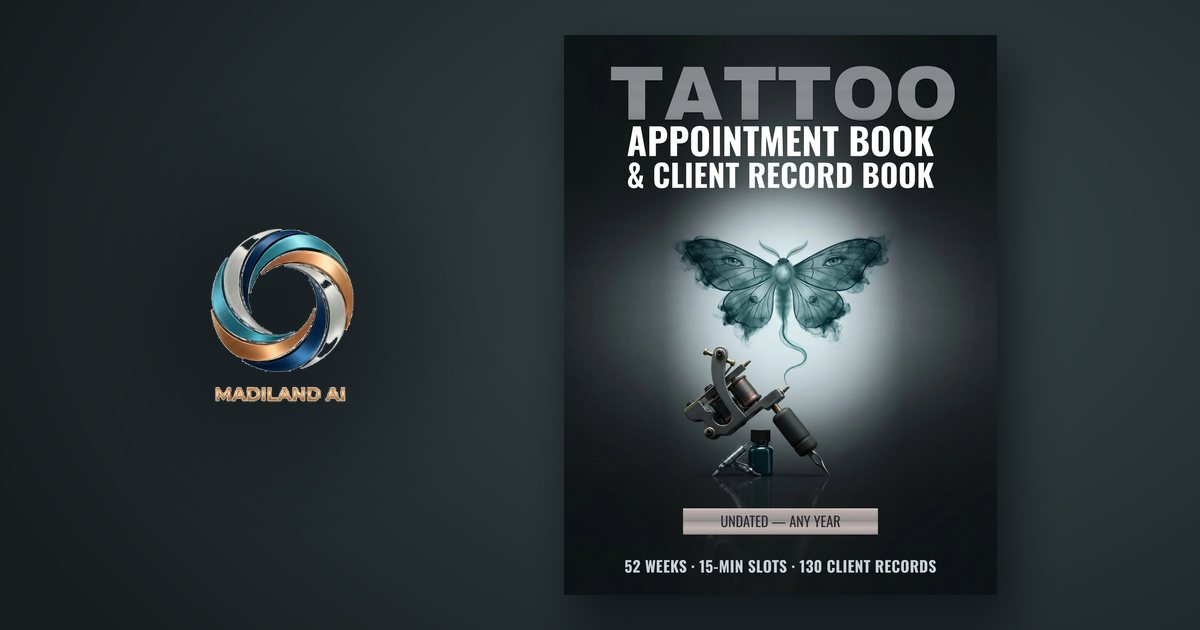 MADILAND AI
TATTOO
APPOINTMENT BOOK
& CLIENT RECORD BOOK
UNDATED — ANY YEAR
52 WEEKS · 15-MIN SLOTS · 130 CLIENT RECORDS